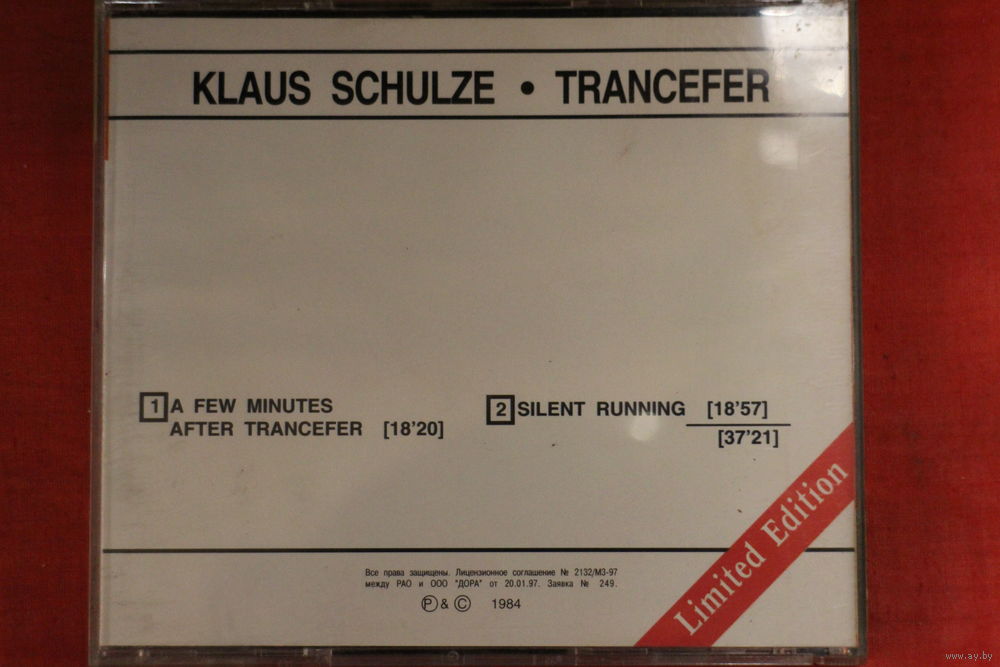 KLAUS SCHULZE • TRANCEFER
1 A FEW MINUTES
AFTER TRANCEFER [18'20]
2 SILENT RUNNING [18'57]
[37'21]
Limited Edition
Все права защищены. Лицензионное соглашение № 2132/МЗ-97
между РАО и ООО "ДОРА" от 20.01.97. Заявка № 249.
Ⓟ & © 1984
www.ay.by